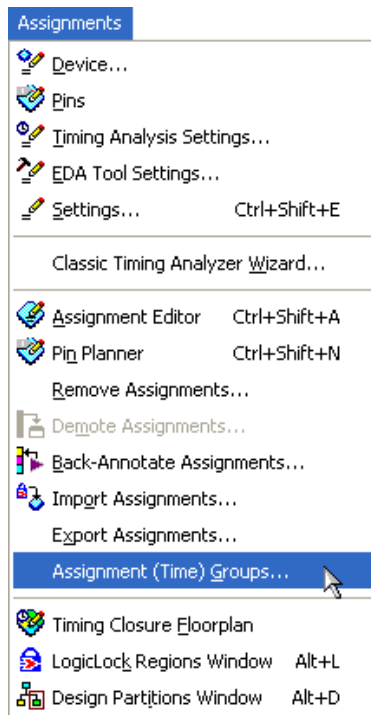 Assignments
Device...
Pins
Timing Analysis Settings...
EDA Tool Settings...
Settings... Ctrl+Shift+E
Classic Timing Analyzer Wizard...
Assignment Editor Ctrl+Shift+A
Pin Planner Ctrl+Shift+N
Remove Assignments...
Demote Assignments...
Back-Annotate Assignments...
Import Assignments...
Export Assignments...
Assignment (Time) Groups...
Timing Closure Floorplan
LogicLock Regions Window Alt+L
Design Partitions Window Alt+D